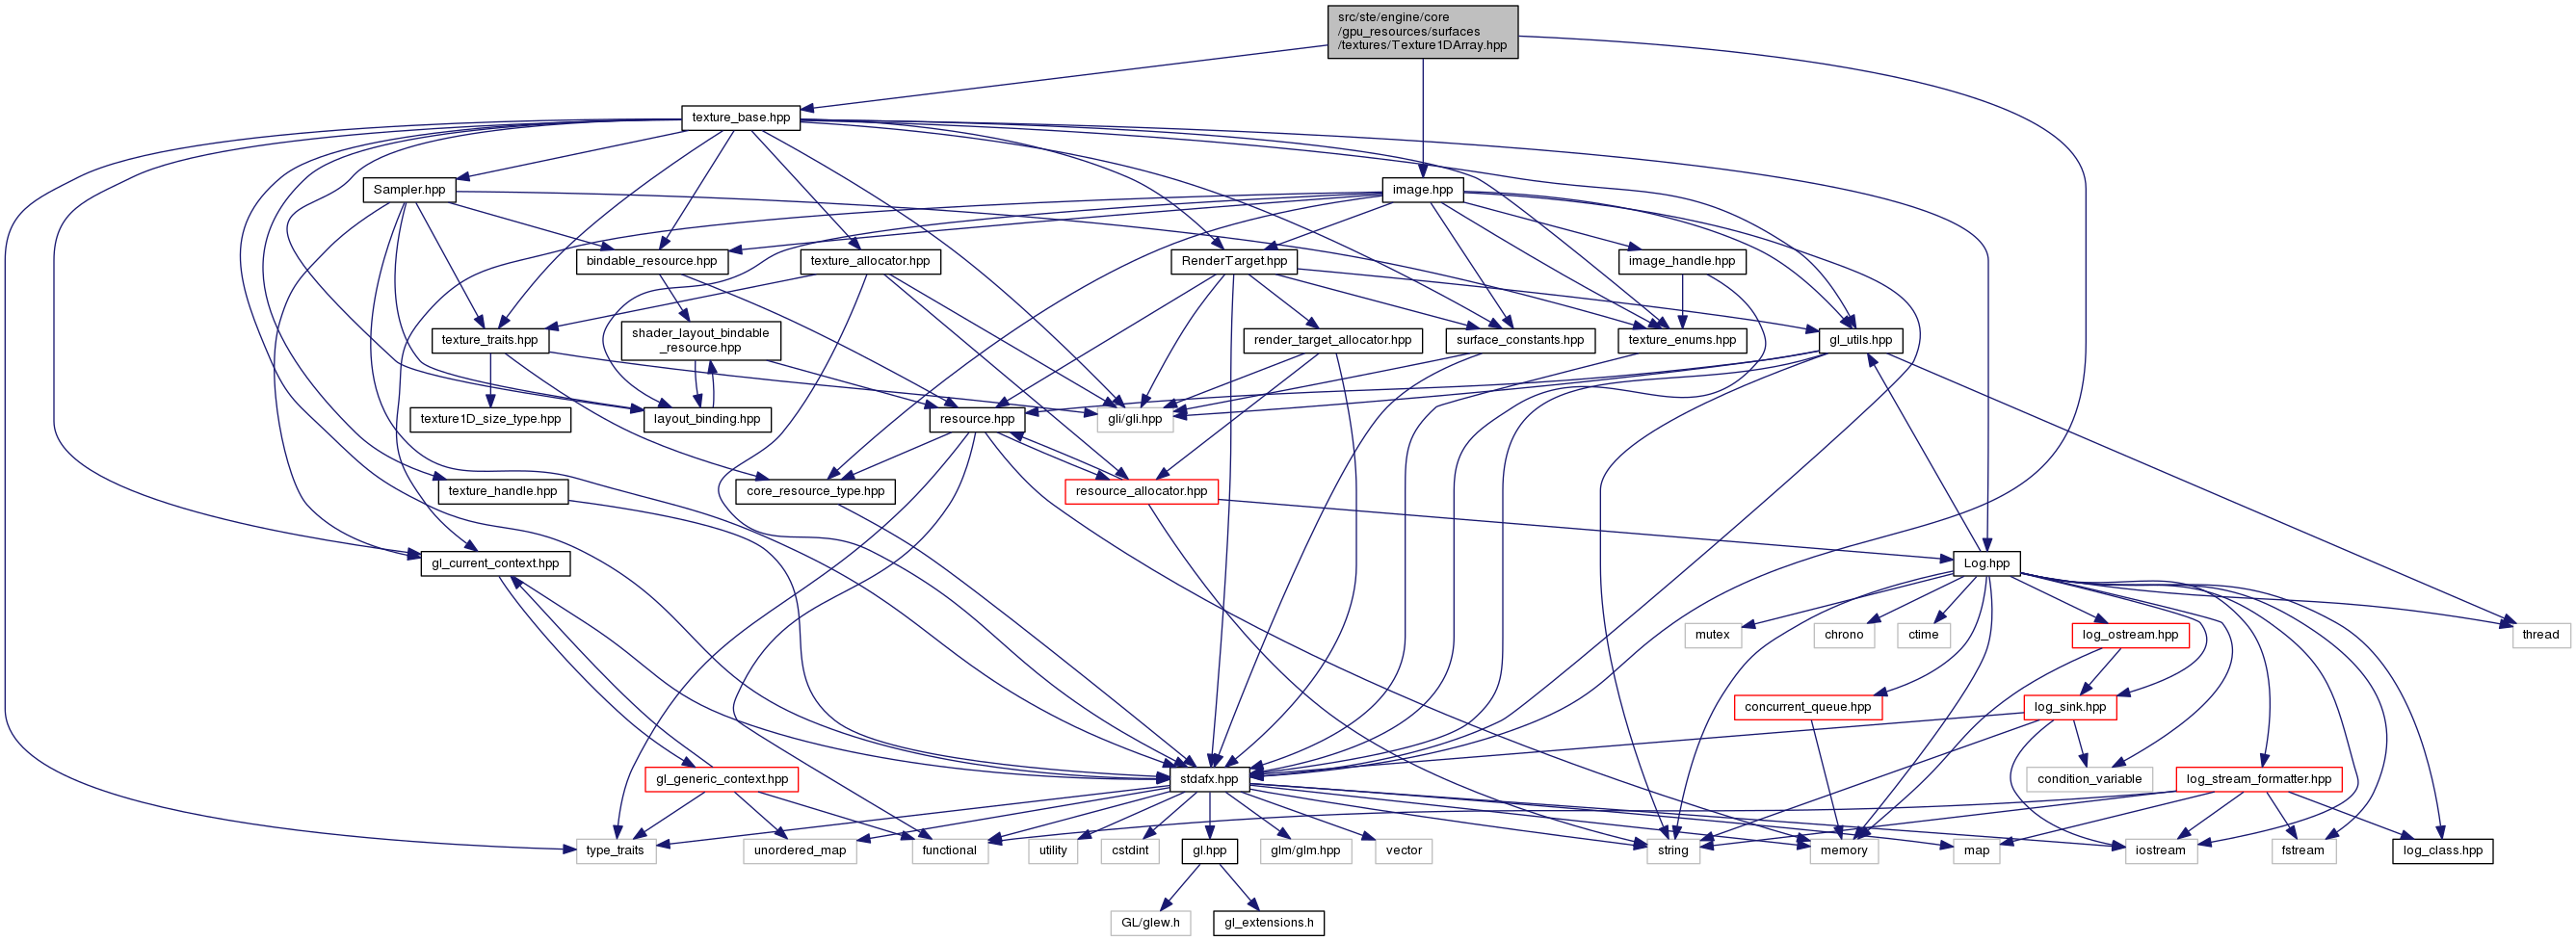 src/ste/engine/core
/gpu_resources/surfaces
/textures/Texture1DArray.hpp
texture_base.hpp
Sampler.hpp
image.hpp
bindable_resource.hpp
texture_allocator.hpp
RenderTarget.hpp
image_handle.hpp
texture_traits.hpp
shader_layout_bindable
_resource.hpp
render_target_allocator.hpp
surface_constants.hpp
texture_enums.hpp
gl_utils.hpp
texture1D_size_type.hpp
layout_binding.hpp
resource.hpp
gli/gli.hpp
texture_handle.hpp
core_resource_type.hpp
resource_allocator.hpp
gl_current_context.hpp
Log.hpp
mutex
chrono
ctime
log_ostream.hpp
thread
concurrent_queue.hpp
log_sink.hpp
gl_generic_context.hpp
stdafx.hpp
condition_variable
log_stream_formatter.hpp
type_traits
unordered_map
functional
utility
cstdint
gl.hpp
glm/glm.hpp
vector
string
memory
map
iostream
fstream
log_class.hpp
GL/glew.h
gl_extensions.h